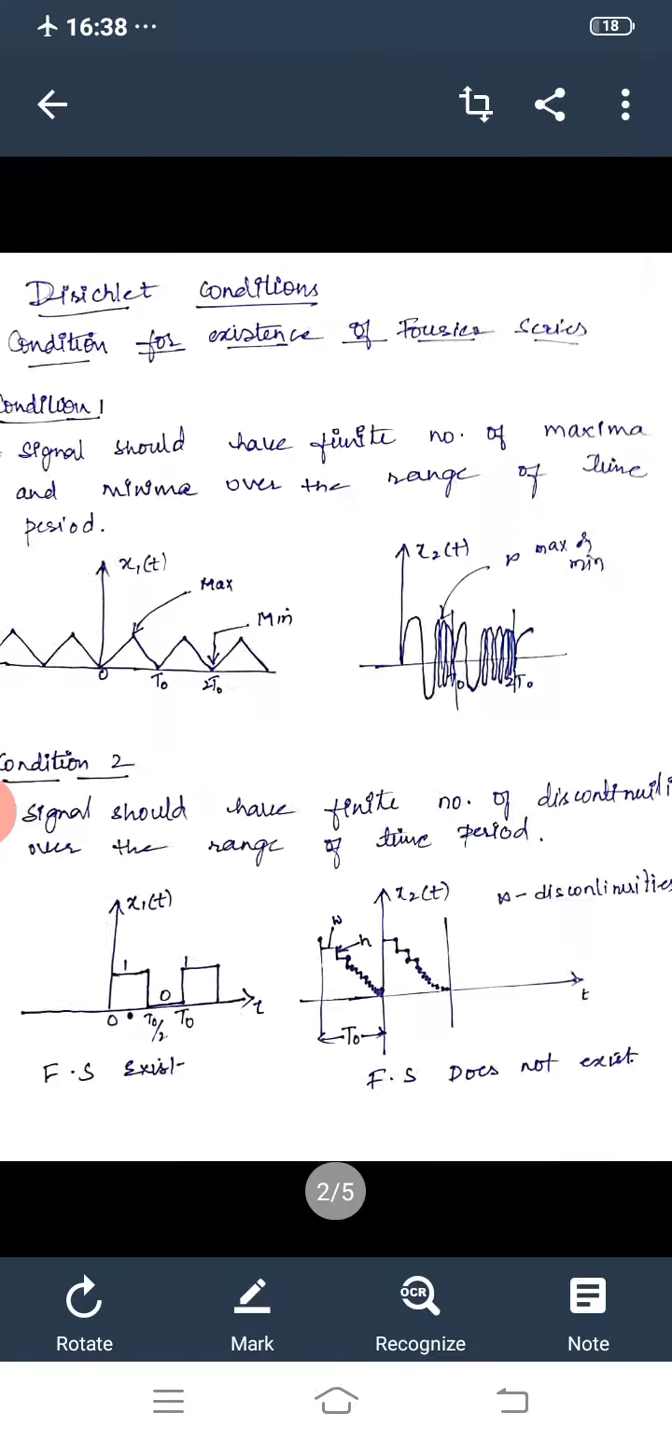 16:38 ...
18
Dirichlet Conditions
Condition for existence of Fourier Series
Condition 1
Signal should have finite no. of maxima
and minima over the range of time
period.
x₁(t)
Max
Min
0 T₀ 2T₀
x₂(t)
∞ max &
min
T₀ 2T₀
Condition 2
Signal should have finite no. of discontinuiti
over the range of time period.
x₁(t)
1 1
0
0 T₀/2 T₀ t
x₂(t)
∞ - discontinuities
w
h
t
T₀
F.S Exist
F.S Does not exist.
2/5
OCR
Rotate Mark Recognize Note